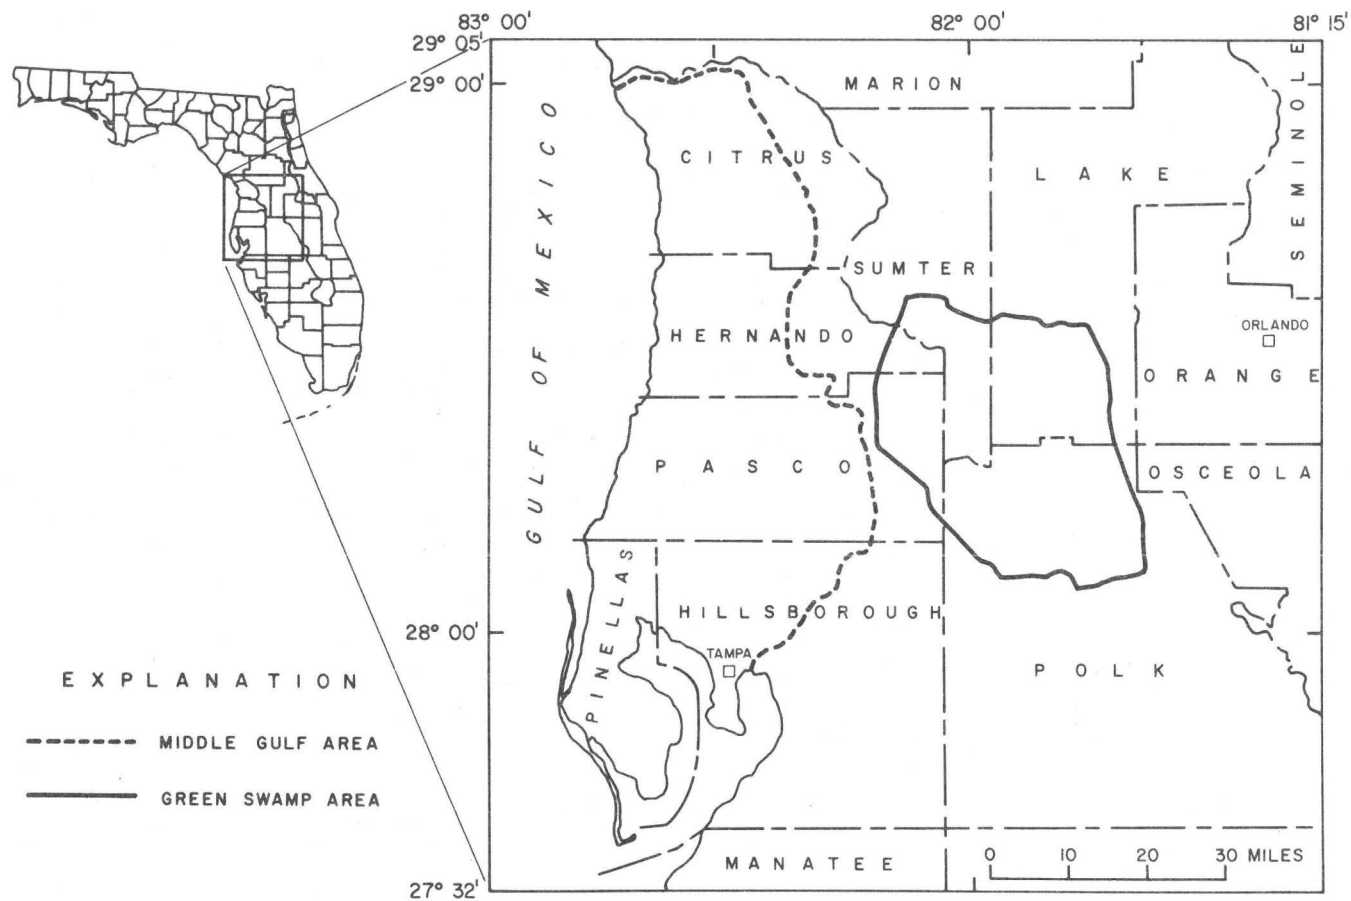 83° 00'
82° 00'
81° 15'
29° 05'
29° 00'
28° 00'
27° 32'
GULF OF MEXICO
MARION
CITRUS
LAKE
SEMINOLE
SUMTER
HERNANDO
ORLANDO
ORANGE
PASCO
OSCEOLA
PINELLAS
HILLSBOROUGH
TAMPA
POLK
MANATEE
0 10 20 30 MILES
EXPLANATION
MIDDLE GULF AREA
GREEN SWAMP AREA